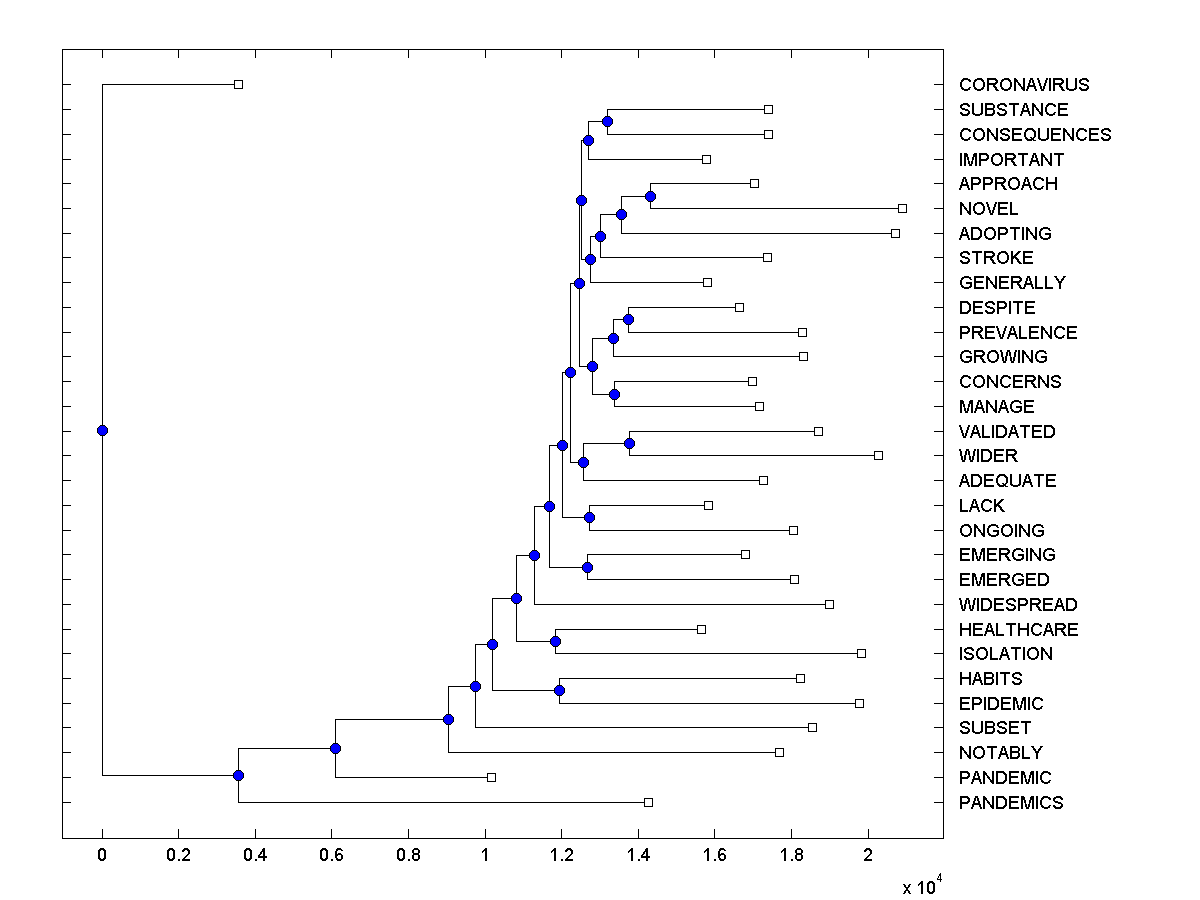 CORONAVIRUS
SUBSTANCE
CONSEQUENCES
IMPORTANT
APPROACH
NOVEL
ADOPTING
STROKE
GENERALLY
DESPITE
PREVALENCE
GROWING
CONCERNS
MANAGE
VALIDATED
WIDER
ADEQUATE
LACK
ONGOING
EMERGING
EMERGED
WIDESPREAD
HEALTHCARE
ISOLATION
HABITS
EPIDEMIC
SUBSET
NOTABLY
PANDEMIC
PANDEMICS
0 0.2 0.4 0.6 0.8 1 1.2 1.4 1.6 1.8 2
x 10^4